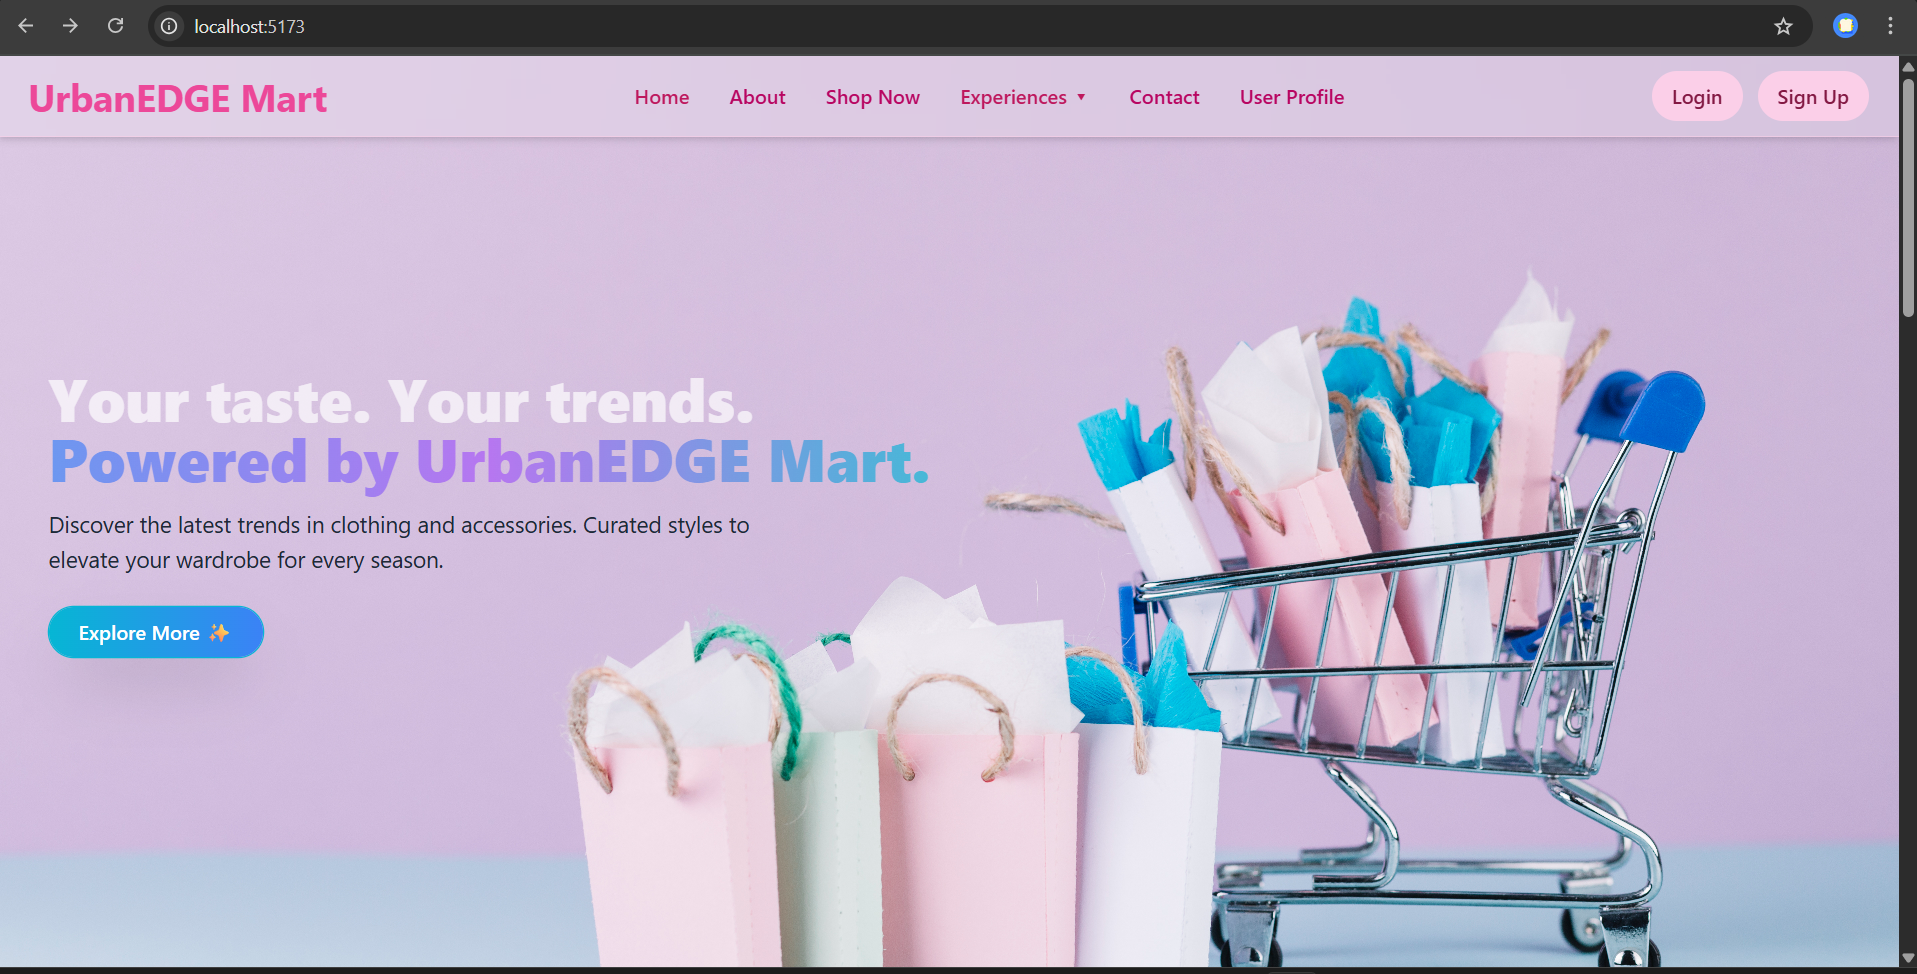 localhost:5173
UrbanEDGE Mart
Home
About
Shop Now
Experiences ▼
Contact
User Profile
Login
Sign Up
Your taste. Your trends.
Powered by UrbanEDGE Mart.
Discover the latest trends in clothing and accessories. Curated styles to
elevate your wardrobe for every season.
Explore More ✨